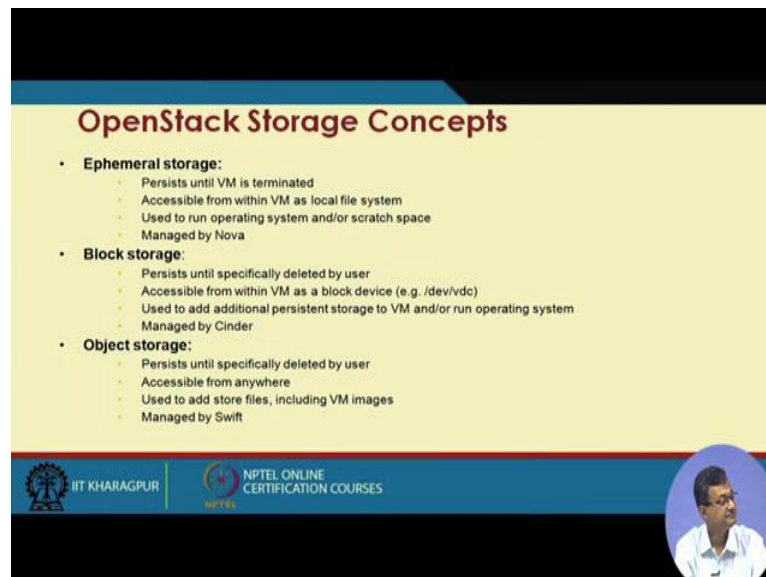 OpenStack Storage Concepts
• Ephemeral storage:
• Persists until VM is terminated
• Accessible from within VM as local file system
• Used to run operating system and/or scratch space
• Managed by Nova
• Block storage:
• Persists until specifically deleted by user
• Accessible from within VM as a block device (e.g. /dev/vdc)
• Used to add additional persistent storage to VM and/or run operating system
• Managed by Cinder
• Object storage:
• Persists until specifically deleted by user
• Accessible from anywhere
• Used to add store files, including VM images
• Managed by Swift
IIT KHARAGPUR
NPTEL
NPTEL ONLINE
CERTIFICATION COURSES